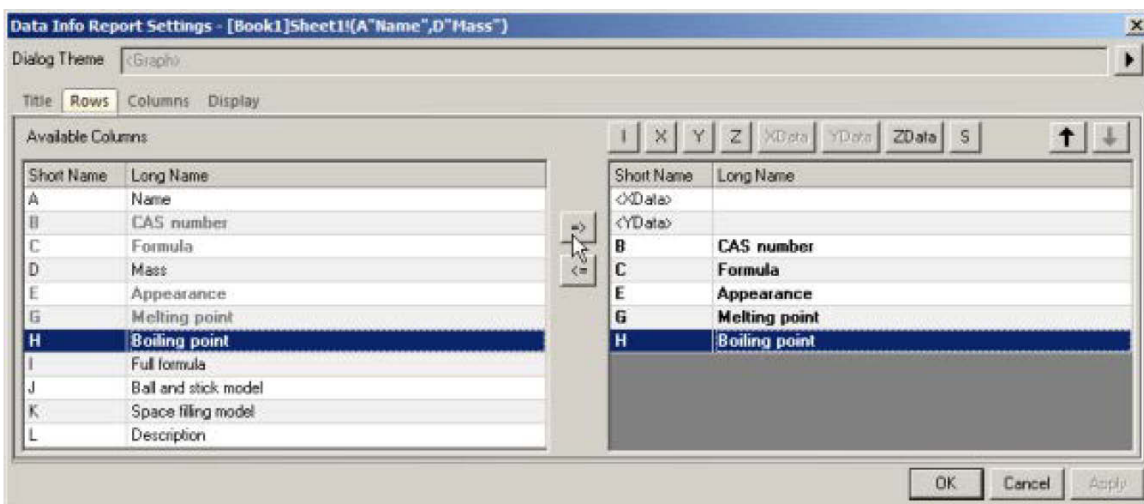 Data Info Report Settings - [Book1]Sheet1!(A"Name",D"Mass")
Dialog Theme <Graph>
Title Rows Columns Display
Available Columns I X Y Z XData YData ZData S
Short Name Long Name Short Name Long Name
A Name <XData>
B CAS number <YData>
C Formula => B CAS number
D Mass <= C Formula
E Appearance E Appearance
G Melting point G Melting point
H Boiling point H Boiling point
I Full formula
J Ball and stick model
K Space filling model
L Description
OK Cancel Apply